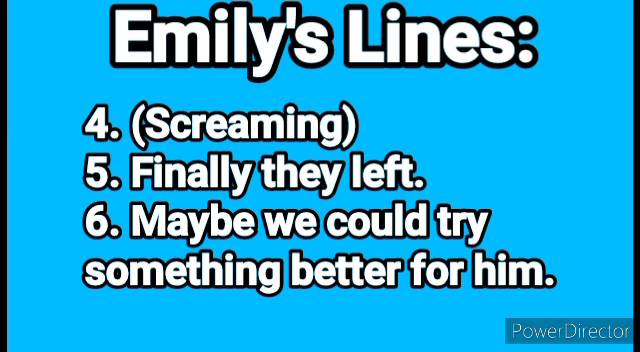 Emily's Lines:
4. (Screaming)
5. Finally they left.
6. Maybe we could try
something better for him.
PowerDirector